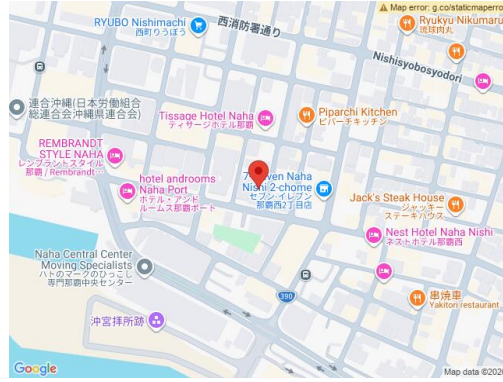 Map error: g.co/staticmaperro
RYUBO Nishimachi
西町りうぼう
西消防署通り
Ryukyu Nikumaru
琉球肉丸
Nishisyobosyodori
連合沖縄(日本労働組合
総連合会沖縄県連合会)
Tissage Hotel Naha
ティサージホテル那覇
Piparchi Kitchen
ピパーチキッチン
REMBRANDT
STYLE NAHA
レンブラントスタイル
那覇 / Rembrandt…
hotel androoms
Naha Port
ホテル・アンド
ルームス那覇ポート
Naha
Nishi 2-chome
セブン-イレブン
那覇西2丁目店
Jack's Steak House
ジャッキー
ステーキハウス
Nest Hotel Naha Nishi
ネストホテル那覇西
Naha Central Center
Moving Specialists
ハトのマークのひっこし
専門那覇中央センター
390
沖宮拝所跡
串焼車
Yakitori restaurant
Google
Map data ©202